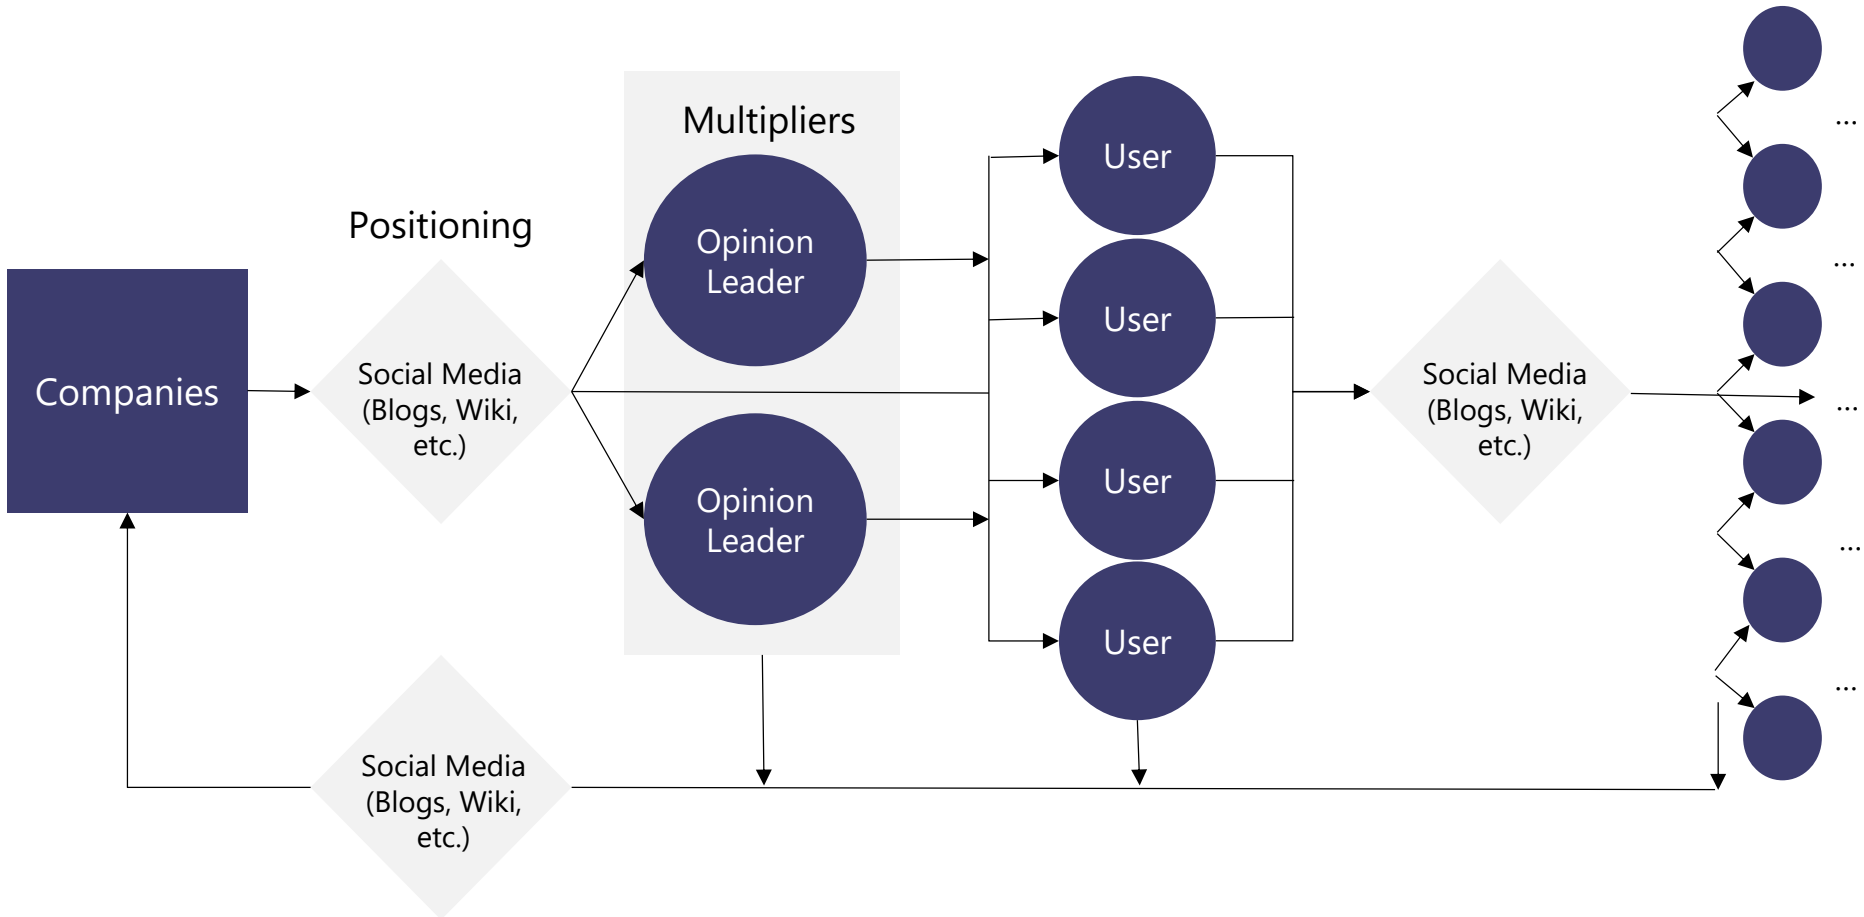 Multipliers
Positioning
Companies
Social Media
(Blogs, Wiki,
etc.)
Opinion
Leader
Opinion
Leader
User
User
User
User
Social Media
(Blogs, Wiki,
etc.)
...
...
...
...
...
Social Media
(Blogs, Wiki,
etc.)